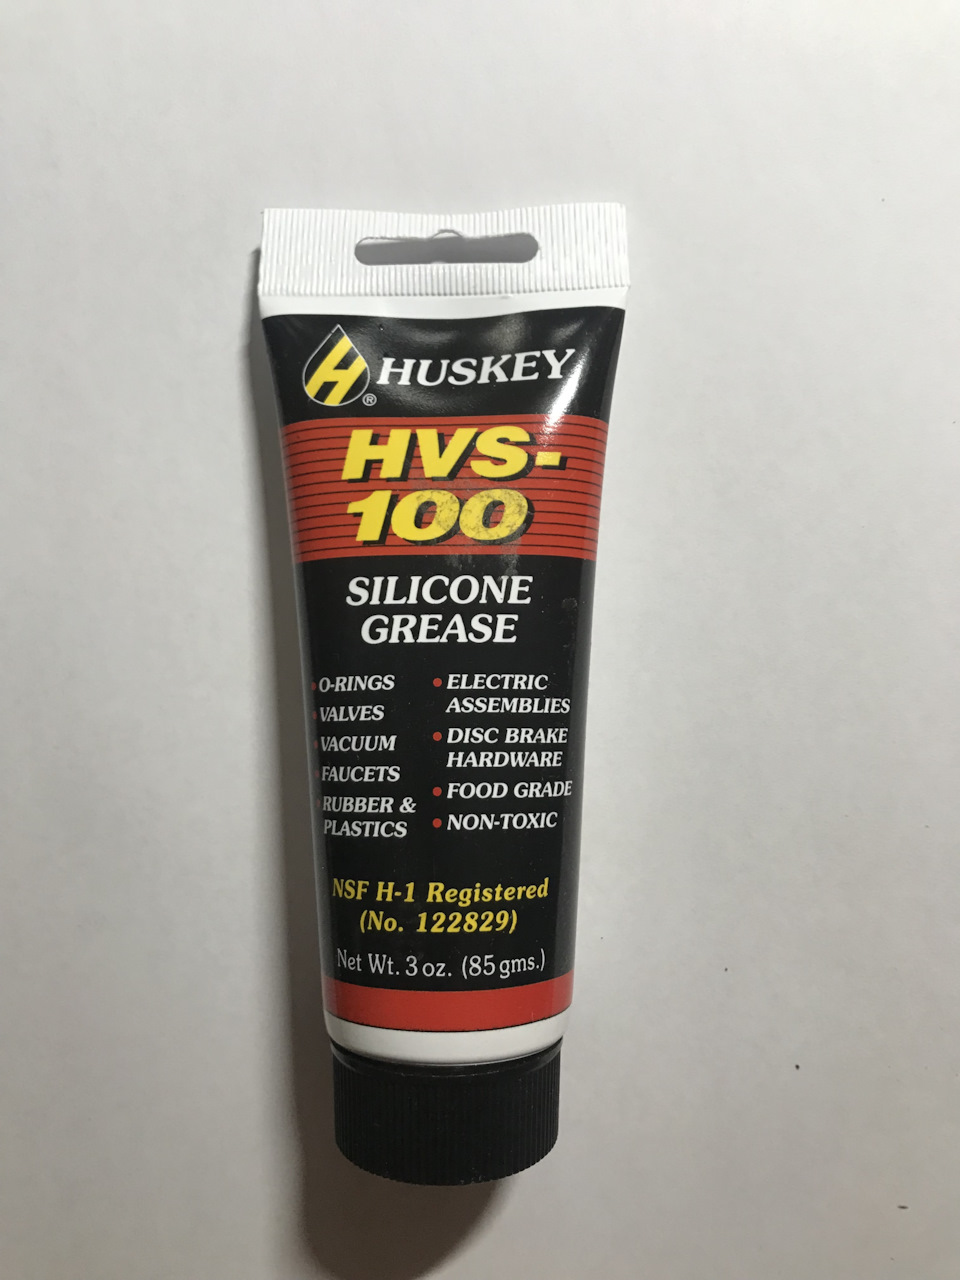 H ®
HUSKEY
HVS-
100
SILICONE
GREASE
• O-RINGS
• VALVES
• VACUUM
• FAUCETS
• RUBBER &
PLASTICS
• ELECTRIC
ASSEMBLIES
• DISC BRAKE
HARDWARE
• FOOD GRADE
• NON-TOXIC
NSF H-1 Registered
(No. 122829)
Net Wt. 3 oz. (85 gms.)